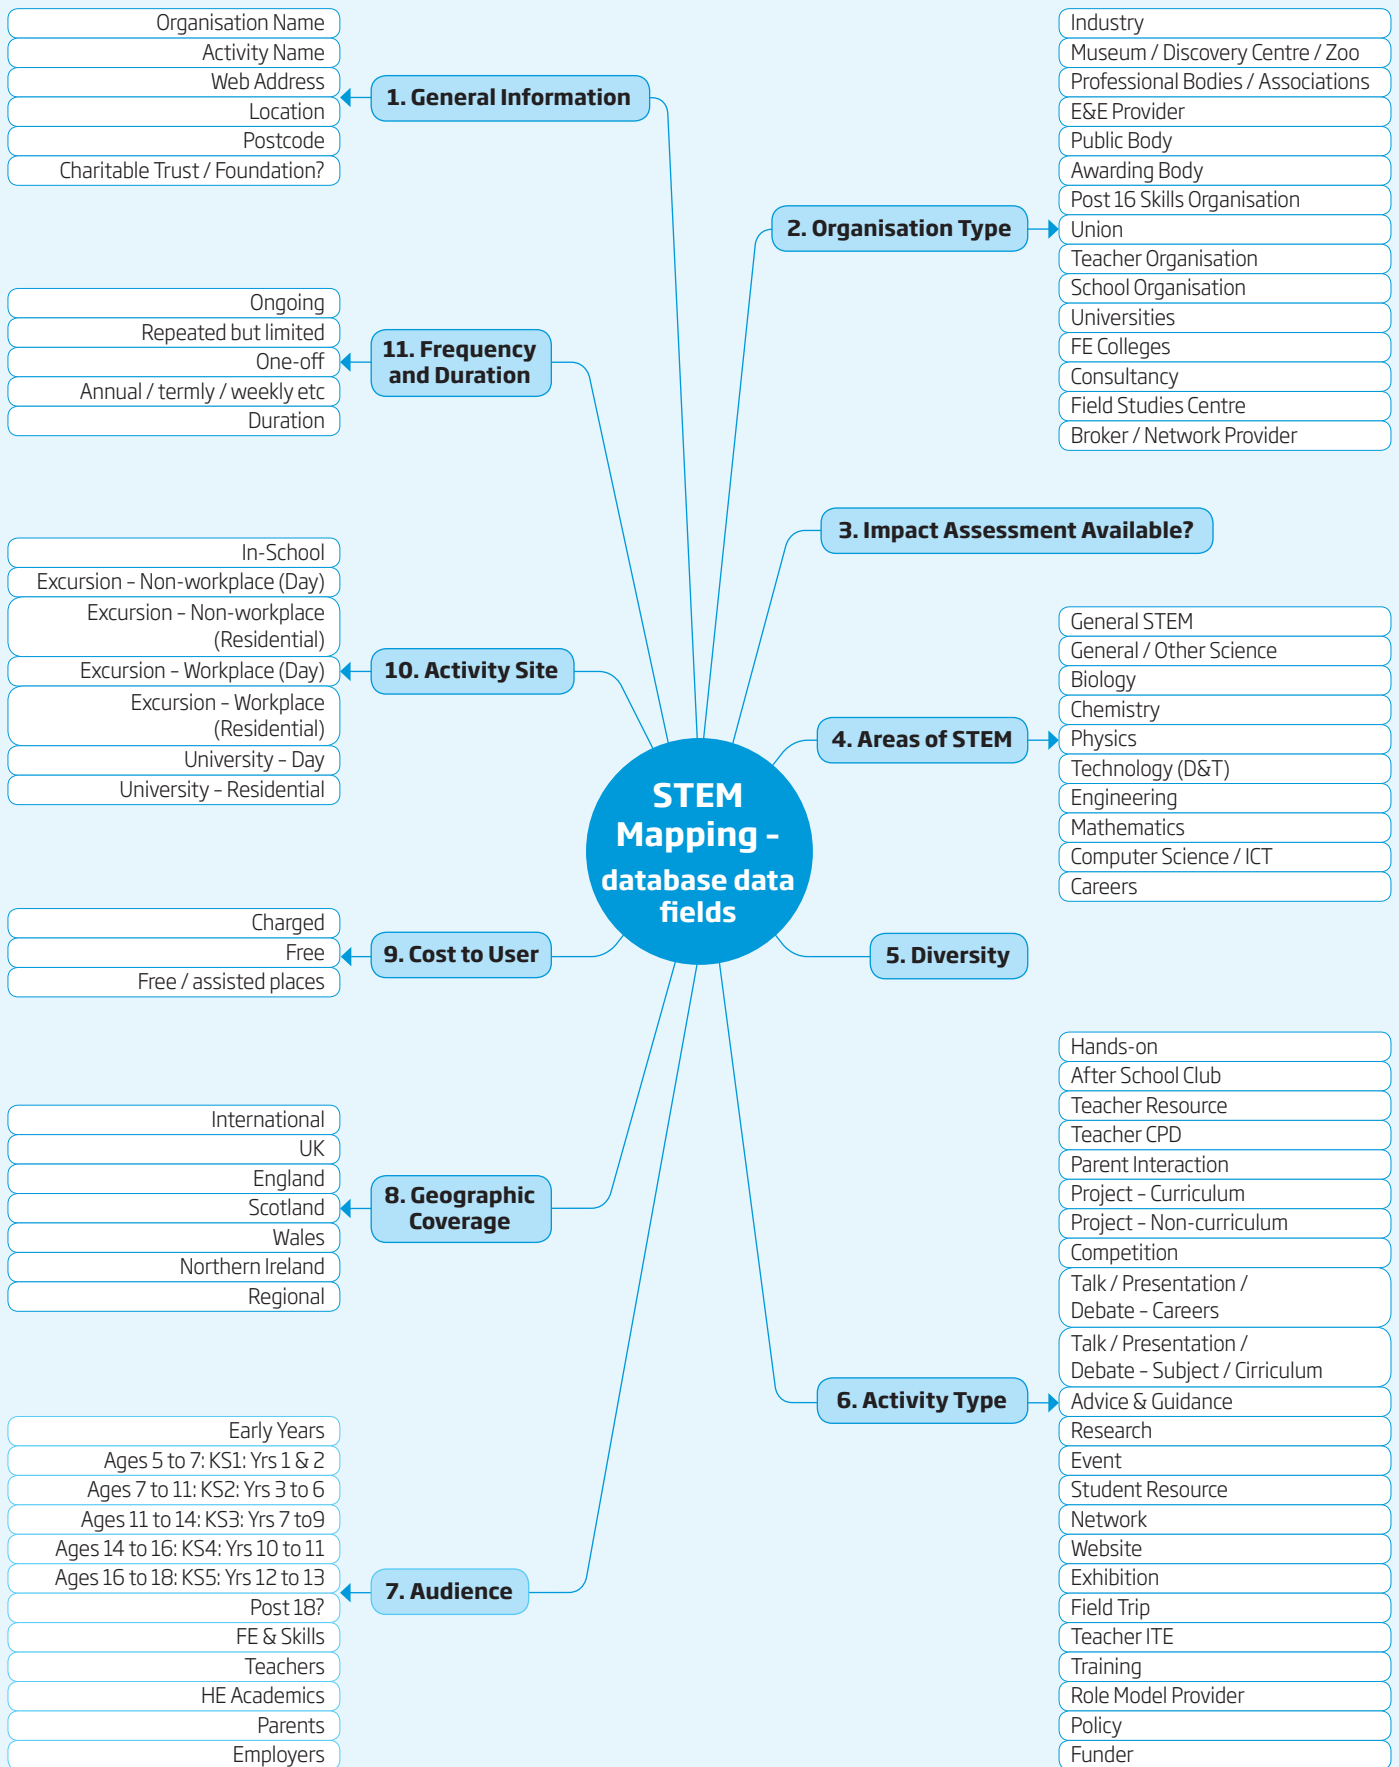 STEM
Mapping –
database data
fields
1. General Information
Organisation Name
Activity Name
Web Address
Location
Postcode
Charitable Trust / Foundation?
2. Organisation Type
Industry
Museum / Discovery Centre / Zoo
Professional Bodies / Associations
E&E Provider
Public Body
Awarding Body
Post 16 Skills Organisation
Union
Teacher Organisation
School Organisation
Universities
FE Colleges
Consultancy
Field Studies Centre
Broker / Network Provider
3. Impact Assessment Available?
4. Areas of STEM
General STEM
General / Other Science
Biology
Chemistry
Physics
Technology (D&T)
Engineering
Mathematics
Computer Science / ICT
Careers
5. Diversity
6. Activity Type
Hands-on
After School Club
Teacher Resource
Teacher CPD
Parent Interaction
Project – Curriculum
Project – Non-curriculum
Competition
Talk / Presentation /
Debate – Careers
Talk / Presentation /
Debate – Subject / Cirriculum
Advice & Guidance
Research
Event
Student Resource
Network
Website
Exhibition
Field Trip
Teacher ITE
Training
Role Model Provider
Policy
Funder
7. Audience
Early Years
Ages 5 to 7: KS1: Yrs 1 & 2
Ages 7 to 11: KS2: Yrs 3 to 6
Ages 11 to 14: KS3: Yrs 7 to9
Ages 14 to 16: KS4: Yrs 10 to 11
Ages 16 to 18: KS5: Yrs 12 to 13
Post 18?
FE & Skills
Teachers
HE Academics
Parents
Employers
8. Geographic
Coverage
International
UK
England
Scotland
Wales
Northern Ireland
Regional
9. Cost to User
Charged
Free
Free / assisted places
10. Activity Site
In-School
Excursion – Non-workplace (Day)
Excursion – Non-workplace
(Residential)
Excursion – Workplace (Day)
Excursion – Workplace
(Residential)
University – Day
University – Residential
11. Frequency
and Duration
Ongoing
Repeated but limited
One-off
Annual / termly / weekly etc
Duration